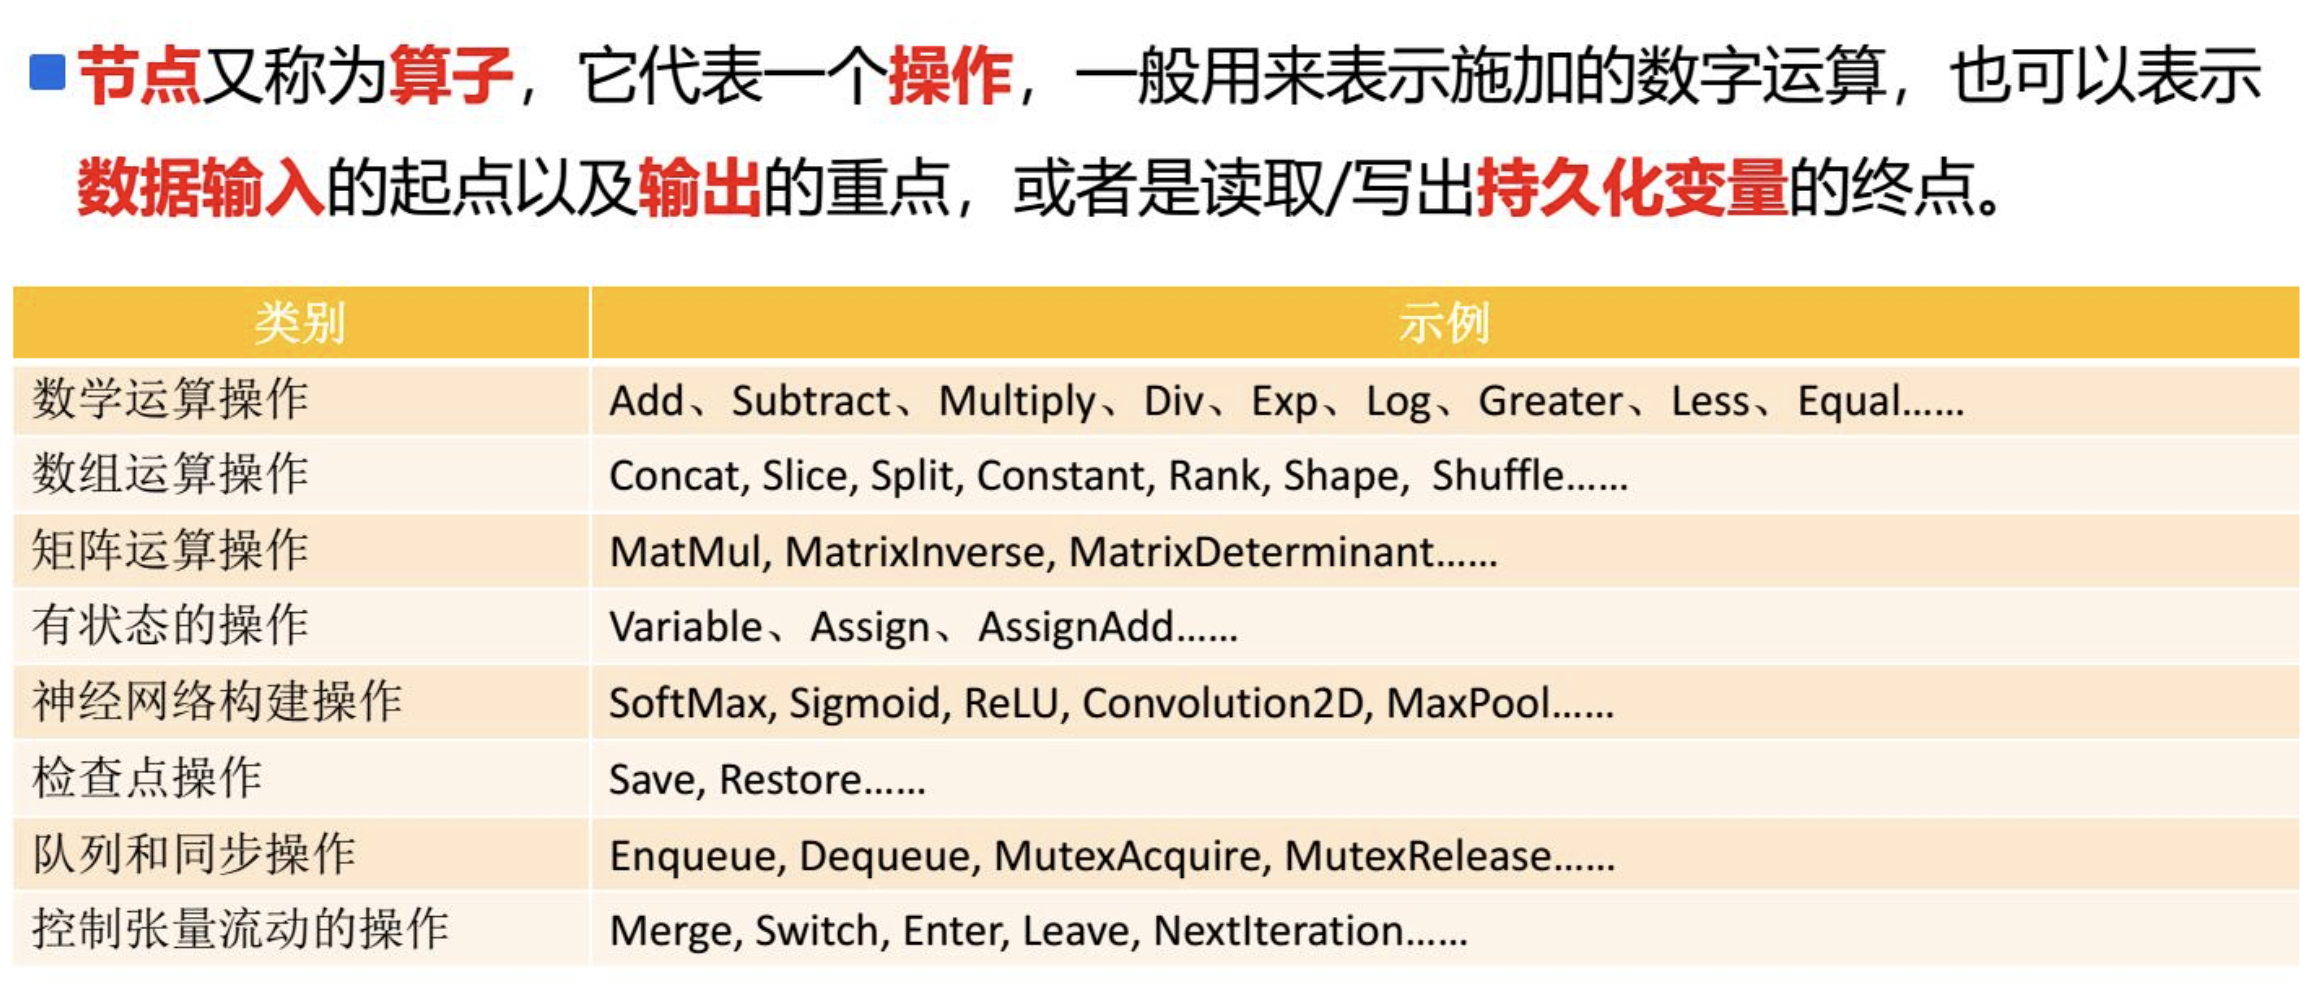 节点又称为算子，它代表一个操作，一般用来表示施加的数字运算，也可以表示
数据输入的起点以及输出的重点，或者是读取/写出持久化变量的终点。
类别 示例
数学运算操作 Add、Subtract、Multiply、Div、Exp、Log、Greater、Less、Equal......
数组运算操作 Concat, Slice, Split, Constant, Rank, Shape, Shuffle......
矩阵运算操作 MatMul, MatrixInverse, MatrixDeterminant......
有状态的操作 Variable、Assign、AssignAdd......
神经网络构建操作 SoftMax, Sigmoid, ReLU, Convolution2D, MaxPool......
检查点操作 Save, Restore......
队列和同步操作 Enqueue, Dequeue, MutexAcquire, MutexRelease......
控制张量流动的操作 Merge, Switch, Enter, Leave, NextIteration......